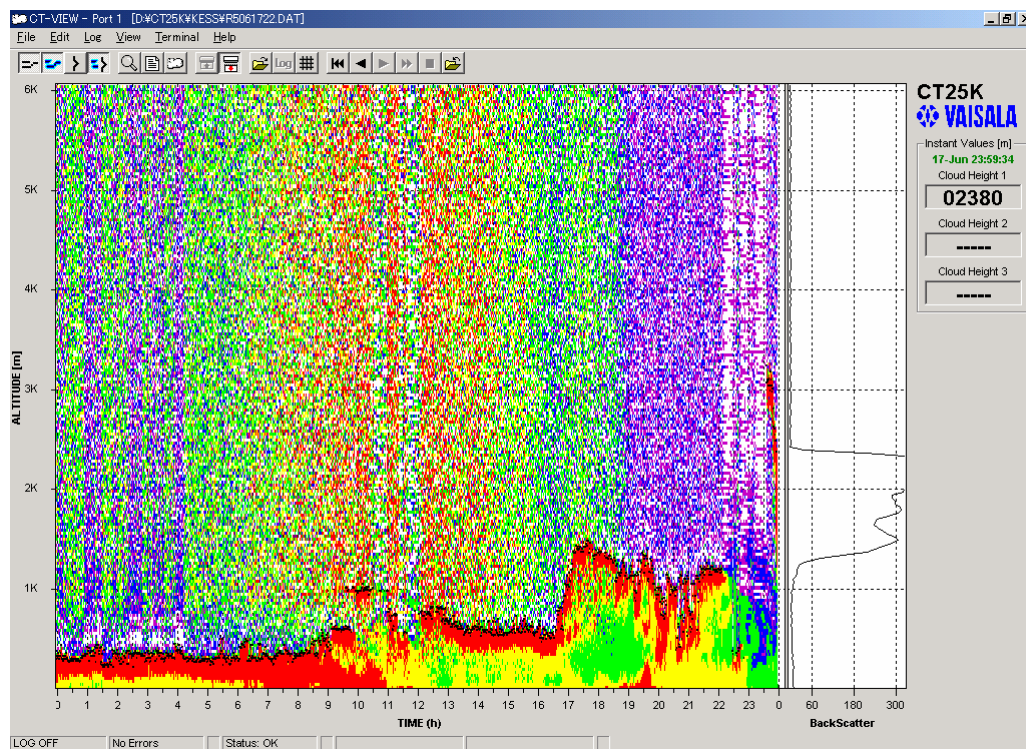 CT-VIEW - Port 1 [D:¥CT25K¥KESS¥R5061722.DAT]
File Edit Log View Terminal Help
Log
6K
5K
4K
3K
2K
1K
ALTITUDE [m]
0 1 2 3 4 5 6 7 8 9 10 11 12 13 14 15 16 17 18 19 20 21 22 23 0
TIME (h)
60 180 300
BackScatter
CT25K
VAISALA
Instant Values [m]
17-Jun 23:59:34
Cloud Height 1
02380
Cloud Height 2
-----
Cloud Height 3
-----
LOG OFF No Errors Status: OK